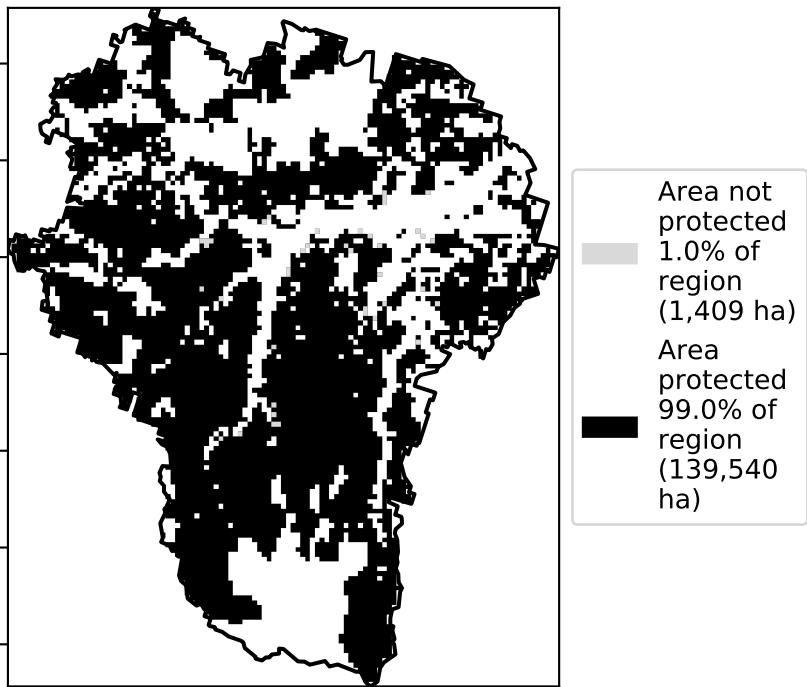 Area not
protected
1.0% of
region
(1,409 ha)
Area
protected
99.0% of
region
(139,540
ha)